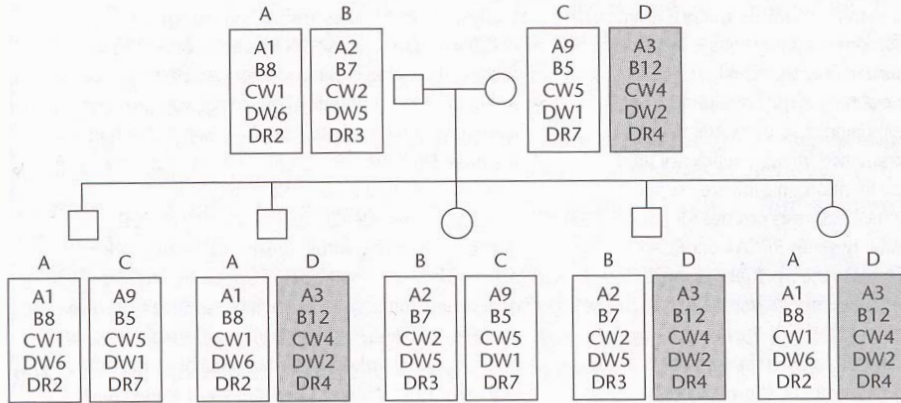 A
A1
B8
CW1
DW6
DR2
B
A2
B7
CW2
DW5
DR3
C
A9
B5
CW5
DW1
DR7
D
A3
B12
CW4
DW2
DR4
A
A1
B8
CW1
DW6
DR2
C
A9
B5
CW5
DW1
DR7
A
A1
B8
CW1
DW6
DR2
D
A3
B12
CW4
DW2
DR4
B
A2
B7
CW2
DW5
DR3
C
A9
B5
CW5
DW1
DR7
B
A2
B7
CW2
DW5
DR3
D
A3
B12
CW4
DW2
DR4
A
A1
B8
CW1
DW6
DR2
D
A3
B12
CW4
DW2
DR4